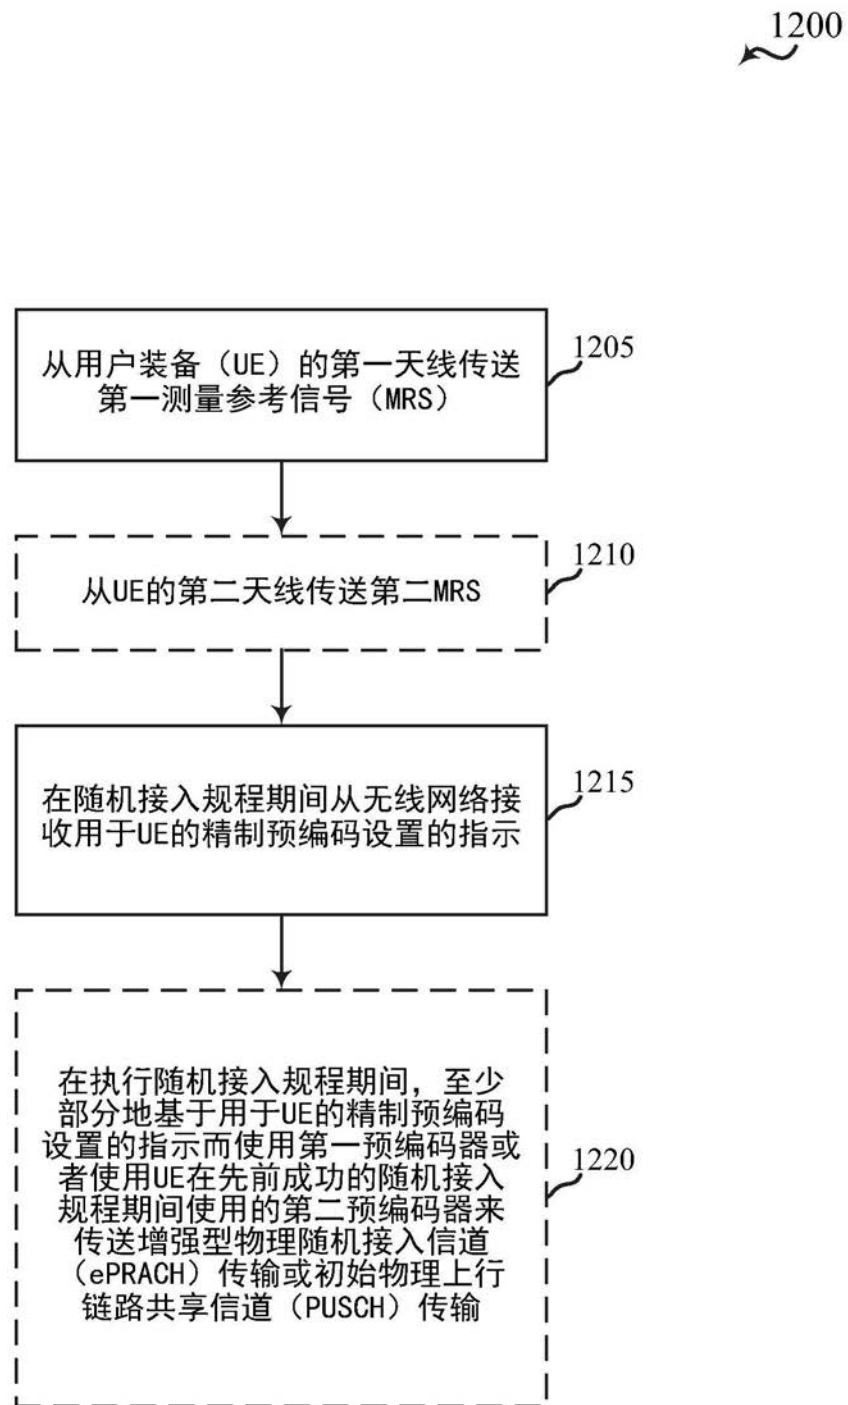 1200
从用户装备（UE）的第一天线传送
第一测量参考信号（MRS）
1205
从UE的第二天线传送第二MRS
1210
在随机接入规程期间从无线网络接
收用于UE的精制预编码设置的指示
1215
在执行随机接入规程期间，至少
部分地基于用于UE的精制预编码
设置的指示而使用第一预编码器或
者使用UE在先前成功的随机接入
规程期间使用的第二预编码器来
传送增强型物理随机接入信道
（ePRACH）传输或初始物理上行
链路共享信道（PUSCH）传输
1220